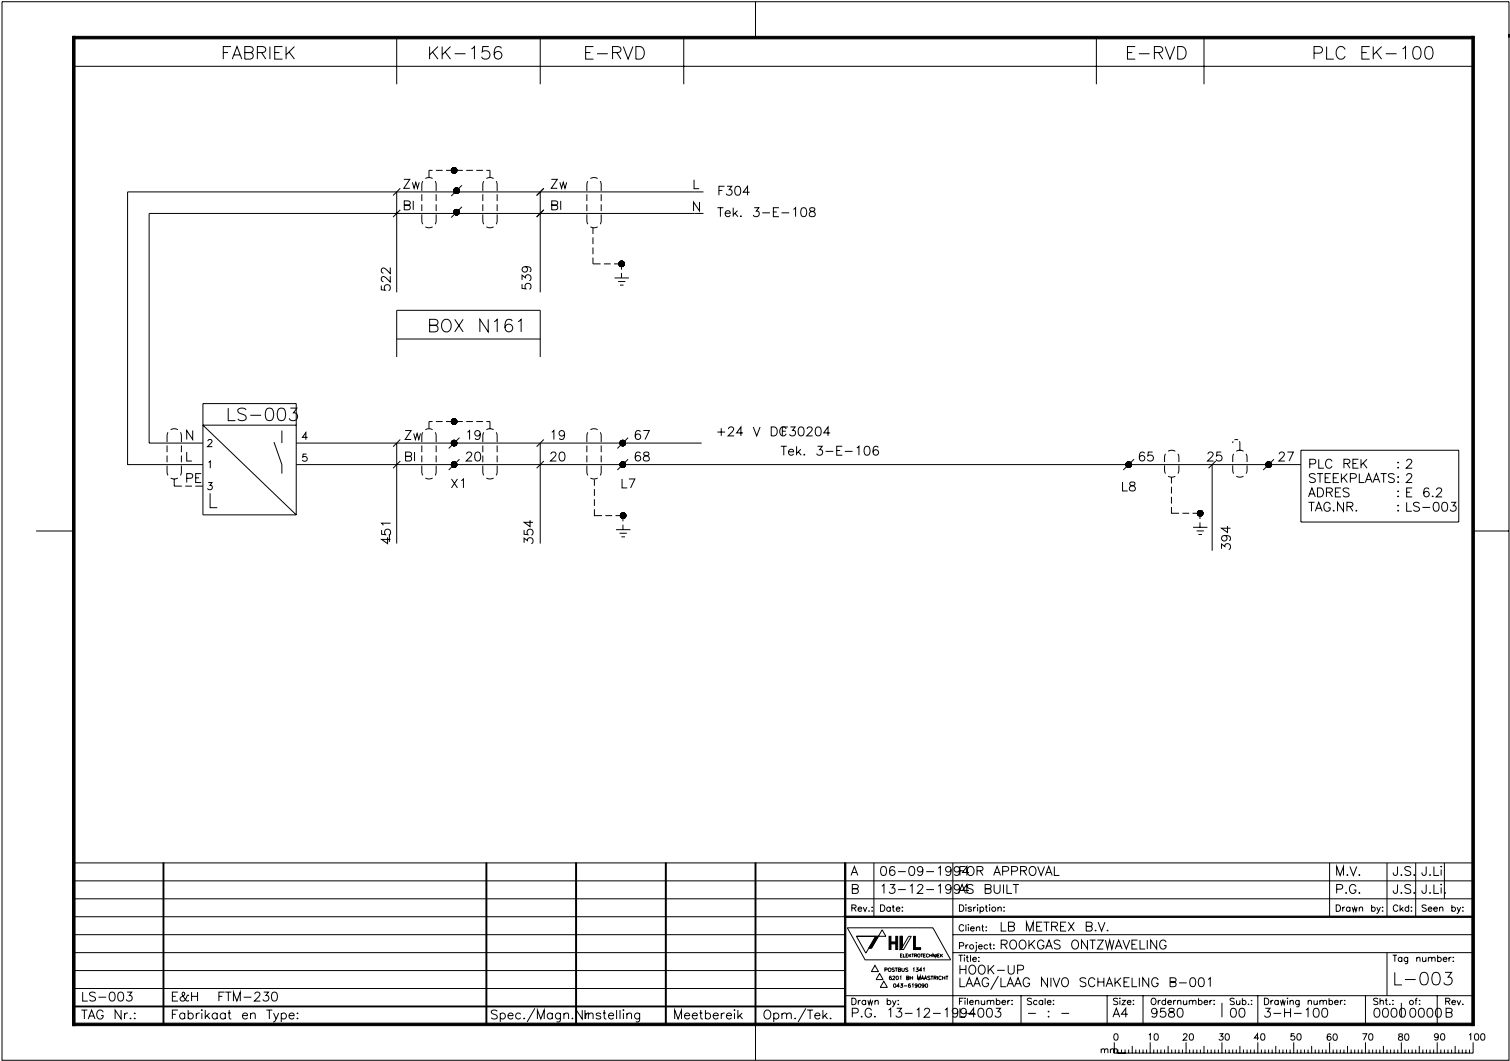 FABRIEK KK-156 E-RVD E-RVD PLC EK-100
Zw Zw L F304
Bl Bl N Tek. 3-E-108
522 539
BOX N161
LS-003
N 2 4 Zw 19 19 67 +24 V DC
L 1 5 Bl 20 20 68 Tek. 3-E-106
PE 3 X1 L7
L
451 354
65 25 27
L8
394
PLC REK : 2
STEEKPLAATS: 2
ADRES : E 6.2
TAG.NR. : LS-003
A 06-09-1994 FOR APPROVAL M.V. J.S. J.Li
B 13-12-1994 AS BUILT P.G. J.S. J.Li.
Rev.: Date: Disription: Drawn by: Ckd: Seen by:
HVL
ELEKTROTECHNIEK
POSTBUS 1341
6201 BH MAASTRICHT
043-619090
Client: LB METREX B.V.
Project: ROOKGAS ONTZWAVELING
Title:
HOOK-UP
LAAG/LAAG NIVO SCHAKELING B-001
Tag number:
L-003
Drawn by: Filenumber: Scale: Size: Ordernumber: Sub.: Drawing number: Sht.: of: Rev.
P.G. 13-12-1994 L-003 - : - A4 9580 00 3-H-100 0000 0000 B
LS-003 E&H FTM-230
TAG Nr.: Fabrikaat en Type: Spec./Magn.Nr. Instelling Meetbereik Opm./Tek.
mm 0 10 20 30 40 50 60 70 80 90 100